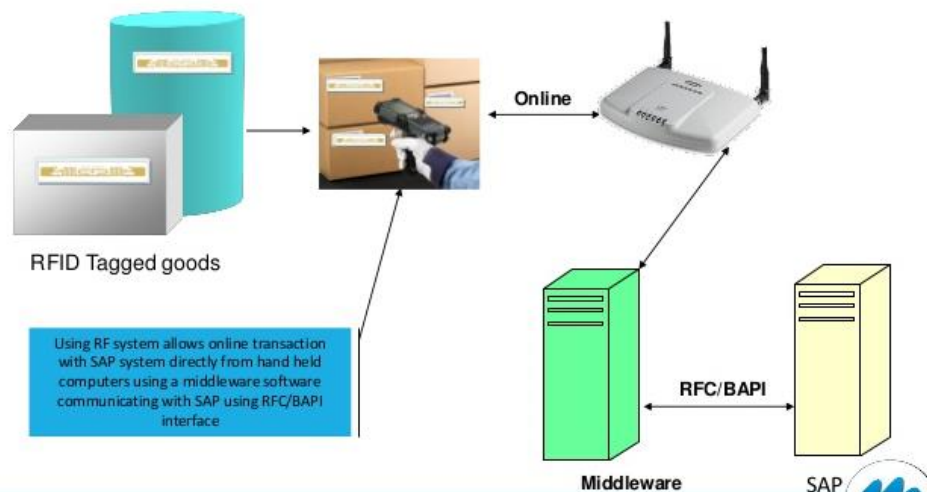 Online
RFID Tagged goods
Using RF system allows online transaction
with SAP system directly from hand held
computers using a middleware software
communicating with SAP using RFC/BAPI
interface
RFC/BAPI
Middleware
SAP